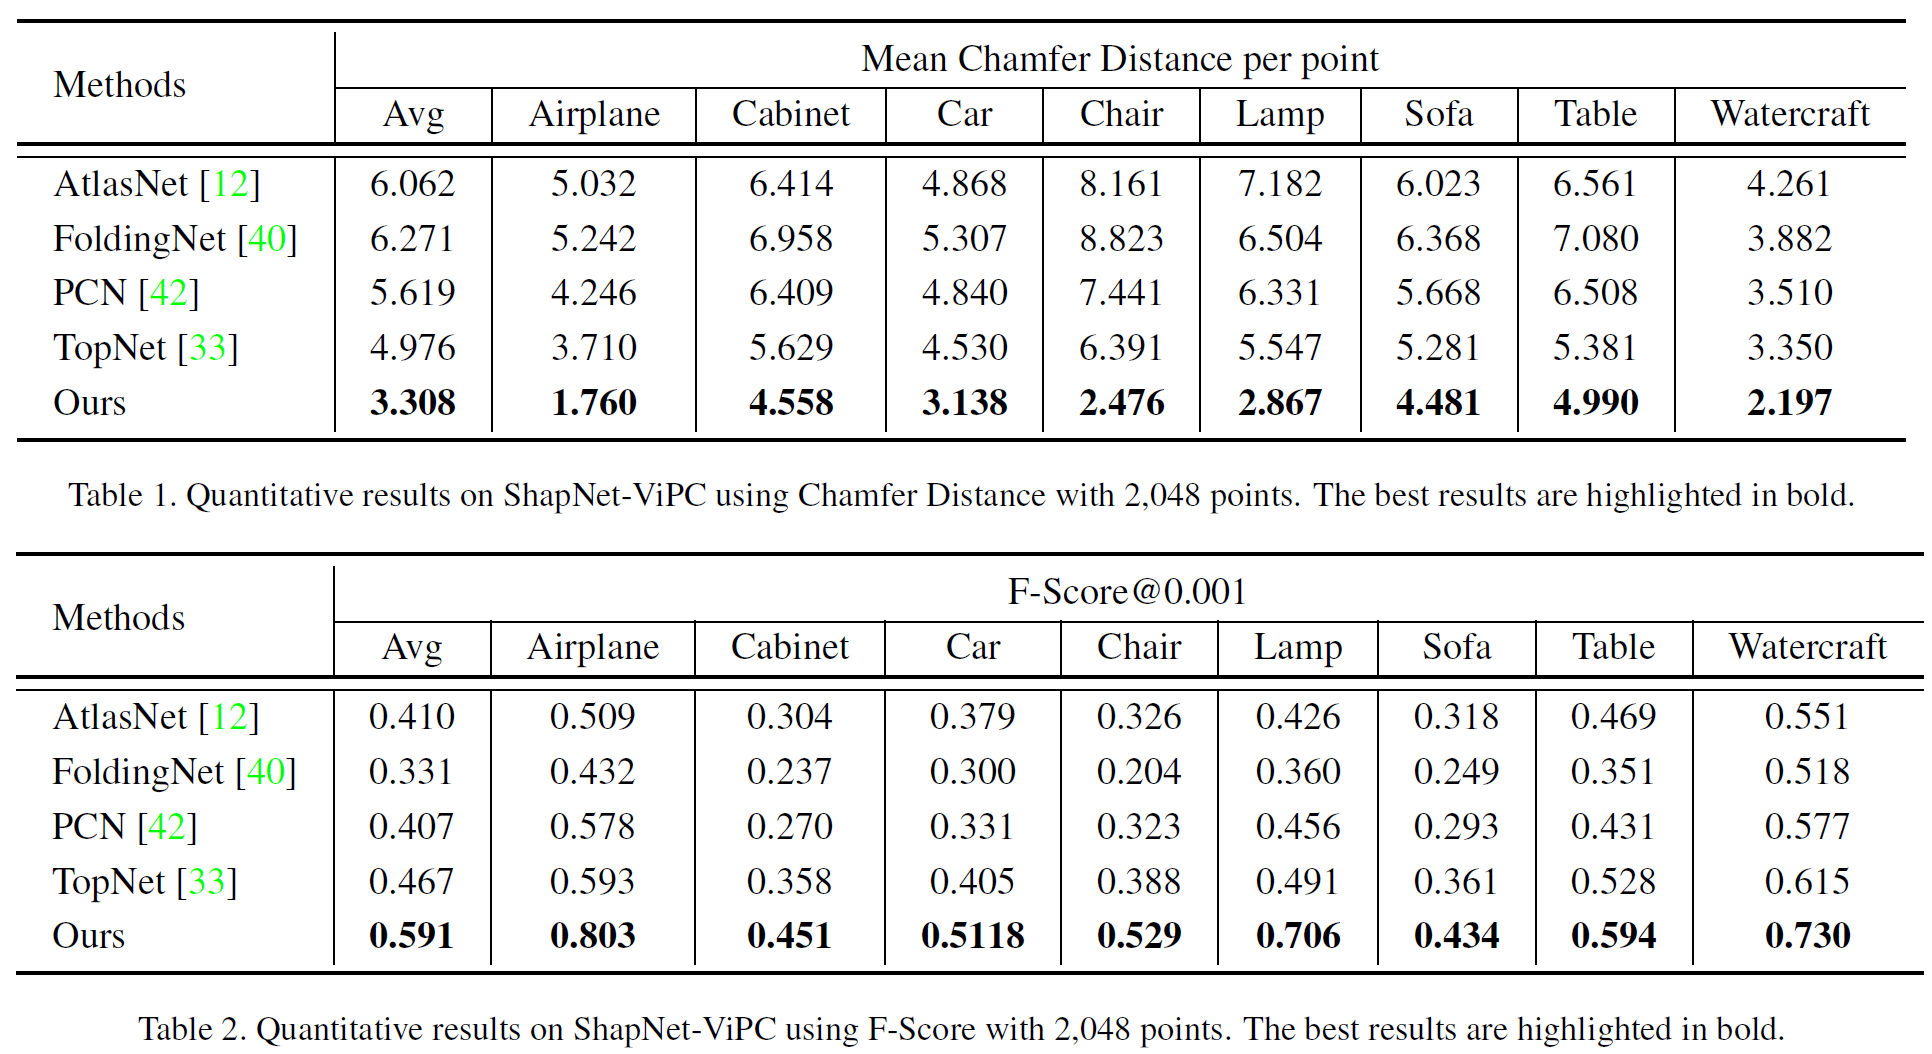 Methods Mean Chamfer Distance per point
Avg Airplane Cabinet Car Chair Lamp Sofa Table Watercraft
AtlasNet [12] 6.062 5.032 6.414 4.868 8.161 7.182 6.023 6.561 4.261
FoldingNet [40] 6.271 5.242 6.958 5.307 8.823 6.504 6.368 7.080 3.882
PCN [42] 5.619 4.246 6.409 4.840 7.441 6.331 5.668 6.508 3.510
TopNet [33] 4.976 3.710 5.629 4.530 6.391 5.547 5.281 5.381 3.350
Ours 3.308 1.760 4.558 3.138 2.476 2.867 4.481 4.990 2.197
Table 1. Quantitative results on ShapNet-ViPC using Chamfer Distance with 2,048 points. The best results are highlighted in bold.
Methods F-Score@0.001
Avg Airplane Cabinet Car Chair Lamp Sofa Table Watercraft
AtlasNet [12] 0.410 0.509 0.304 0.379 0.326 0.426 0.318 0.469 0.551
FoldingNet [40] 0.331 0.432 0.237 0.300 0.204 0.360 0.249 0.351 0.518
PCN [42] 0.407 0.578 0.270 0.331 0.323 0.456 0.293 0.431 0.577
TopNet [33] 0.467 0.593 0.358 0.405 0.388 0.491 0.361 0.528 0.615
Ours 0.591 0.803 0.451 0.5118 0.529 0.706 0.434 0.594 0.730
Table 2. Quantitative results on ShapNet-ViPC using F-Score with 2,048 points. The best results are highlighted in bold.